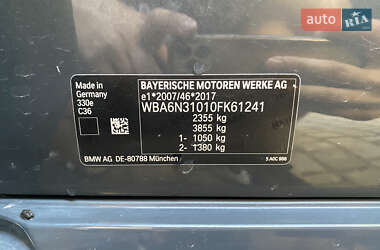 auto RIA
Made in
Germany
330e
C36
BAYERISCHE MOTOREN WERKE AG
e1*2007/46*2017
WBA6N31010FK61241
2355 kg
3855 kg
1- 1050 kg
2- 1380 kg
BMW AG DE-80788 München